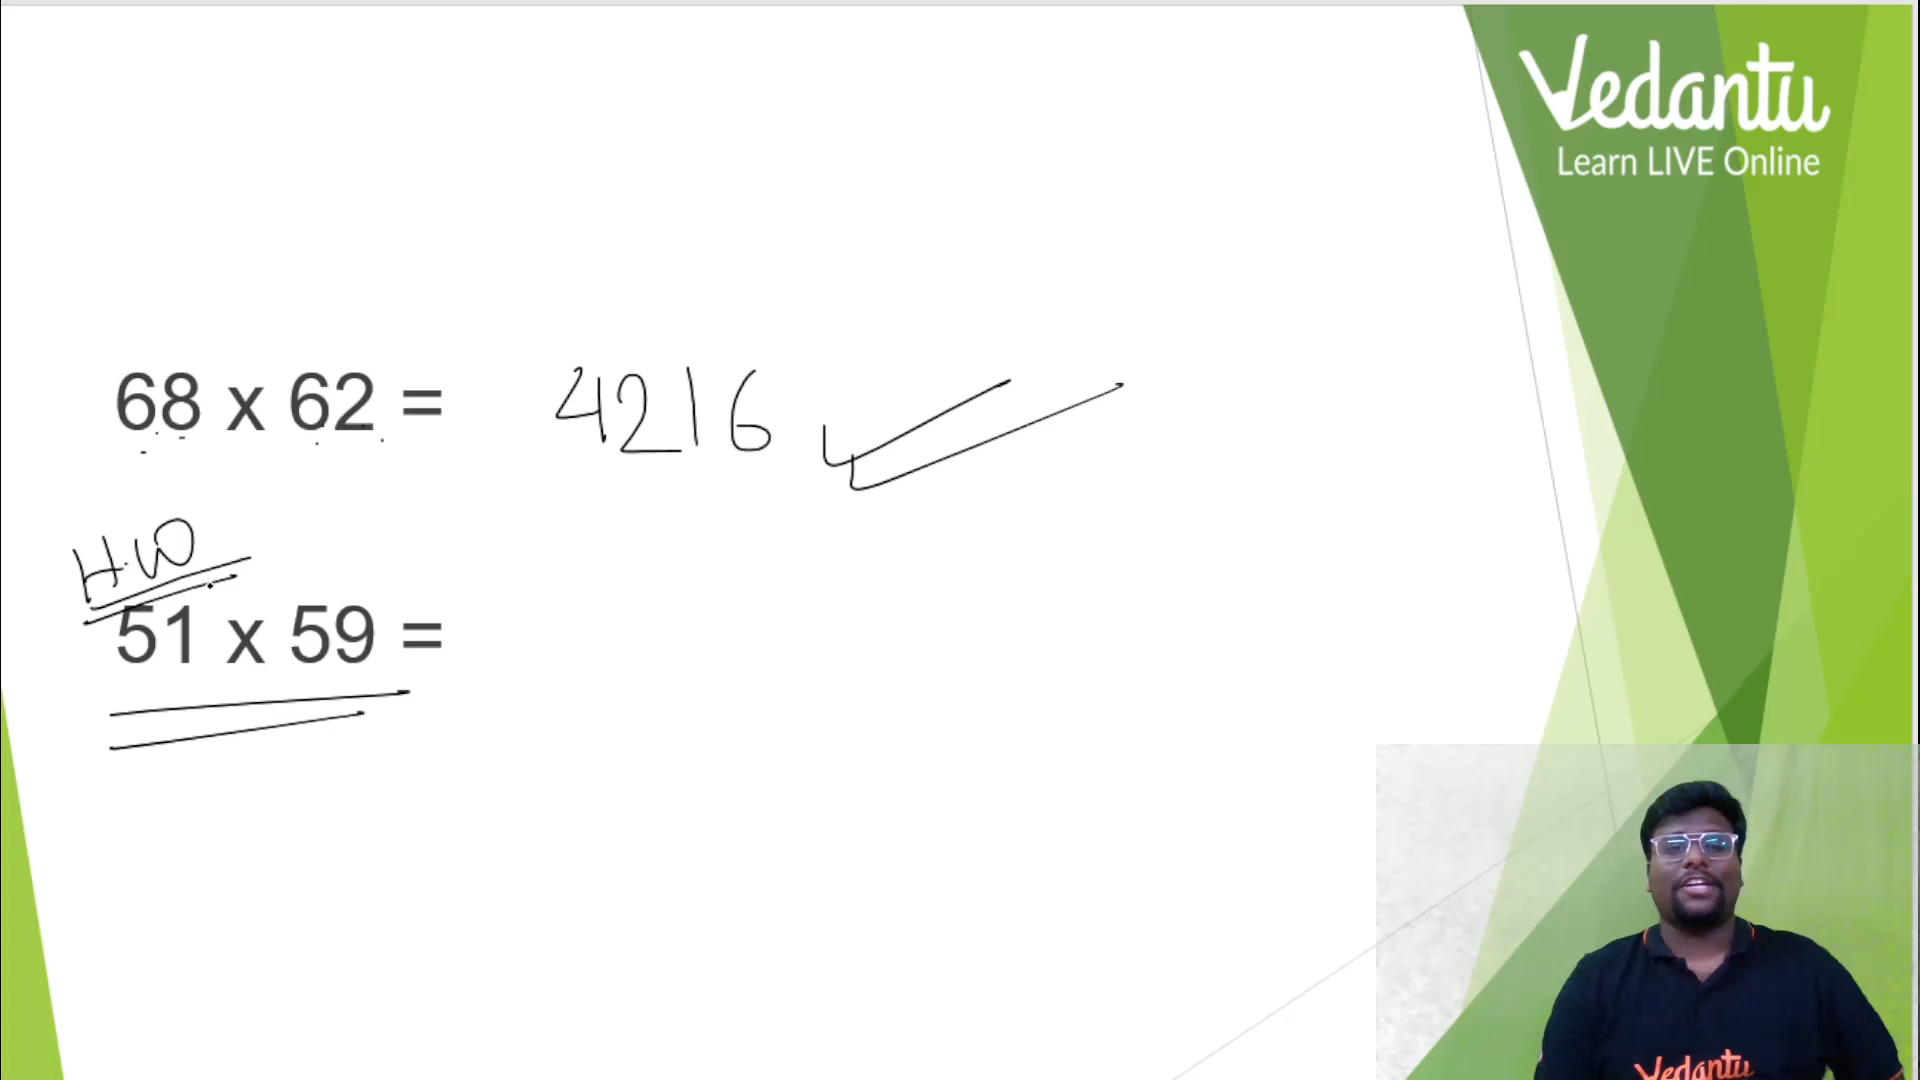 Vedantu
Learn LIVE Online
68 x 62 = 4216
H.W
51 x 59 =
Vedantu